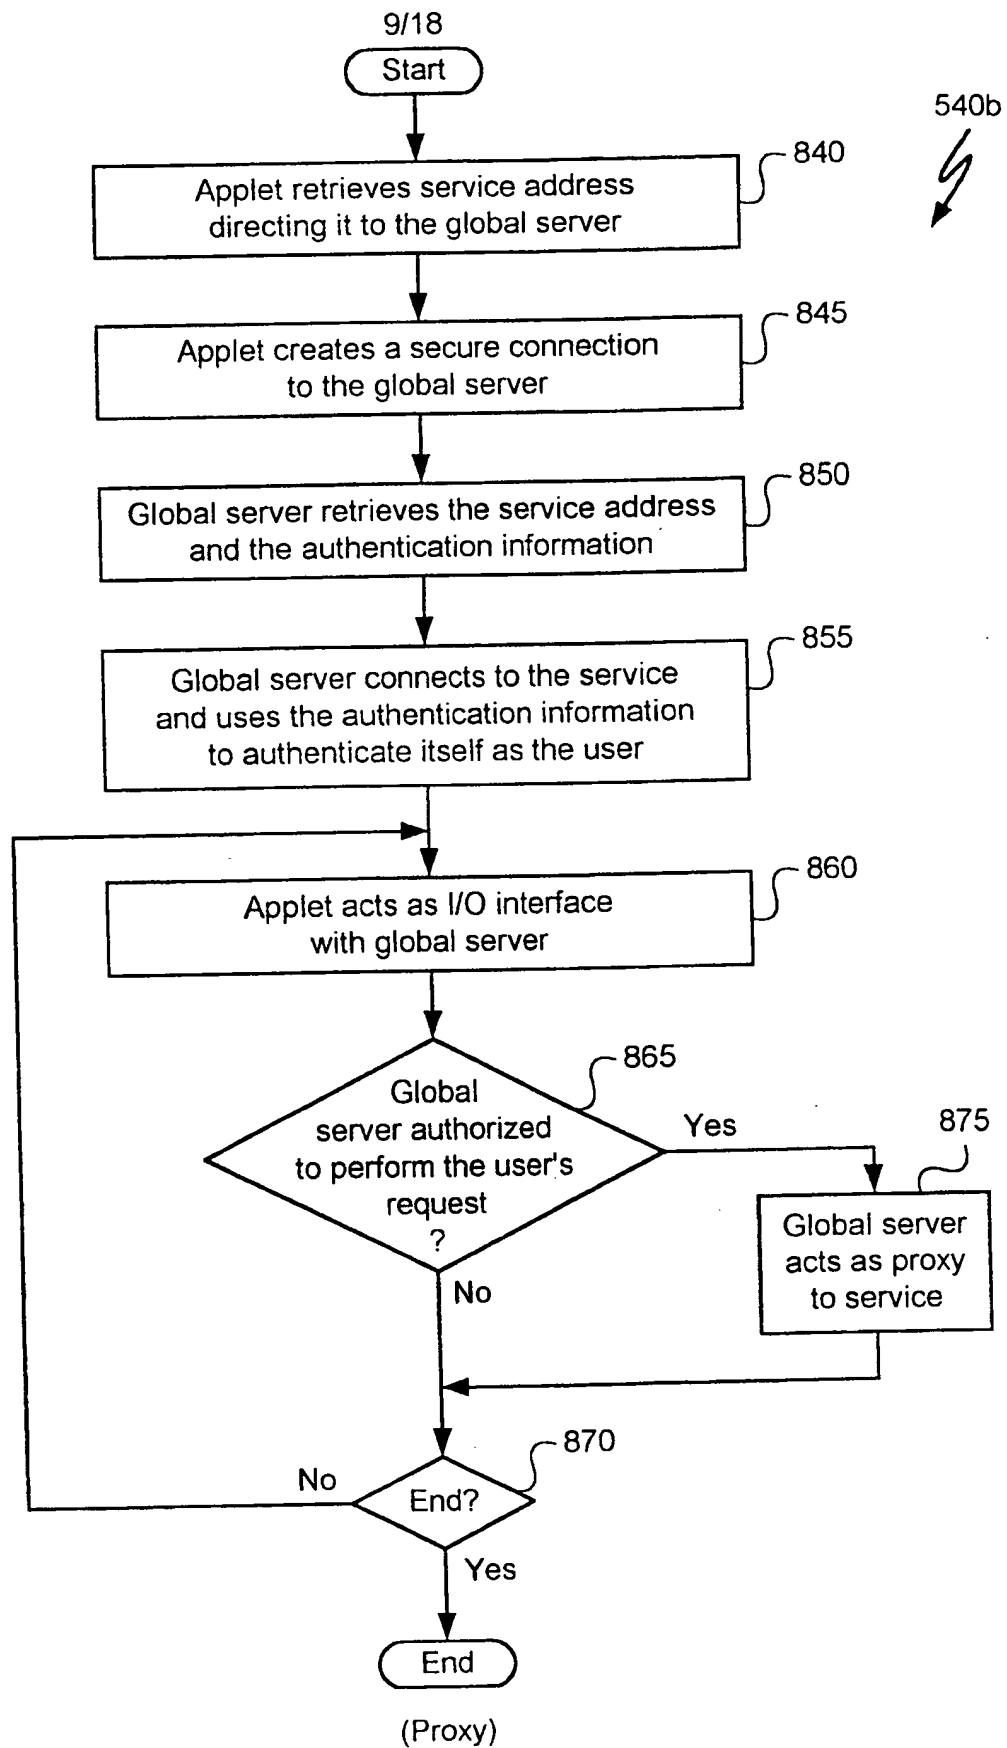 9/18
Start
540b
840
Applet retrieves service address
directing it to the global server
845
Applet creates a secure connection
to the global server
850
Global server retrieves the service address
and the authentication information
855
Global server connects to the service
and uses the authentication information
to authenticate itself as the user
860
Applet acts as I/O interface
with global server
865
Global
server authorized
to perform the user's
request
?
Yes
875
Global server
acts as proxy
to service
No
870
No
End?
Yes
End
(Proxy)